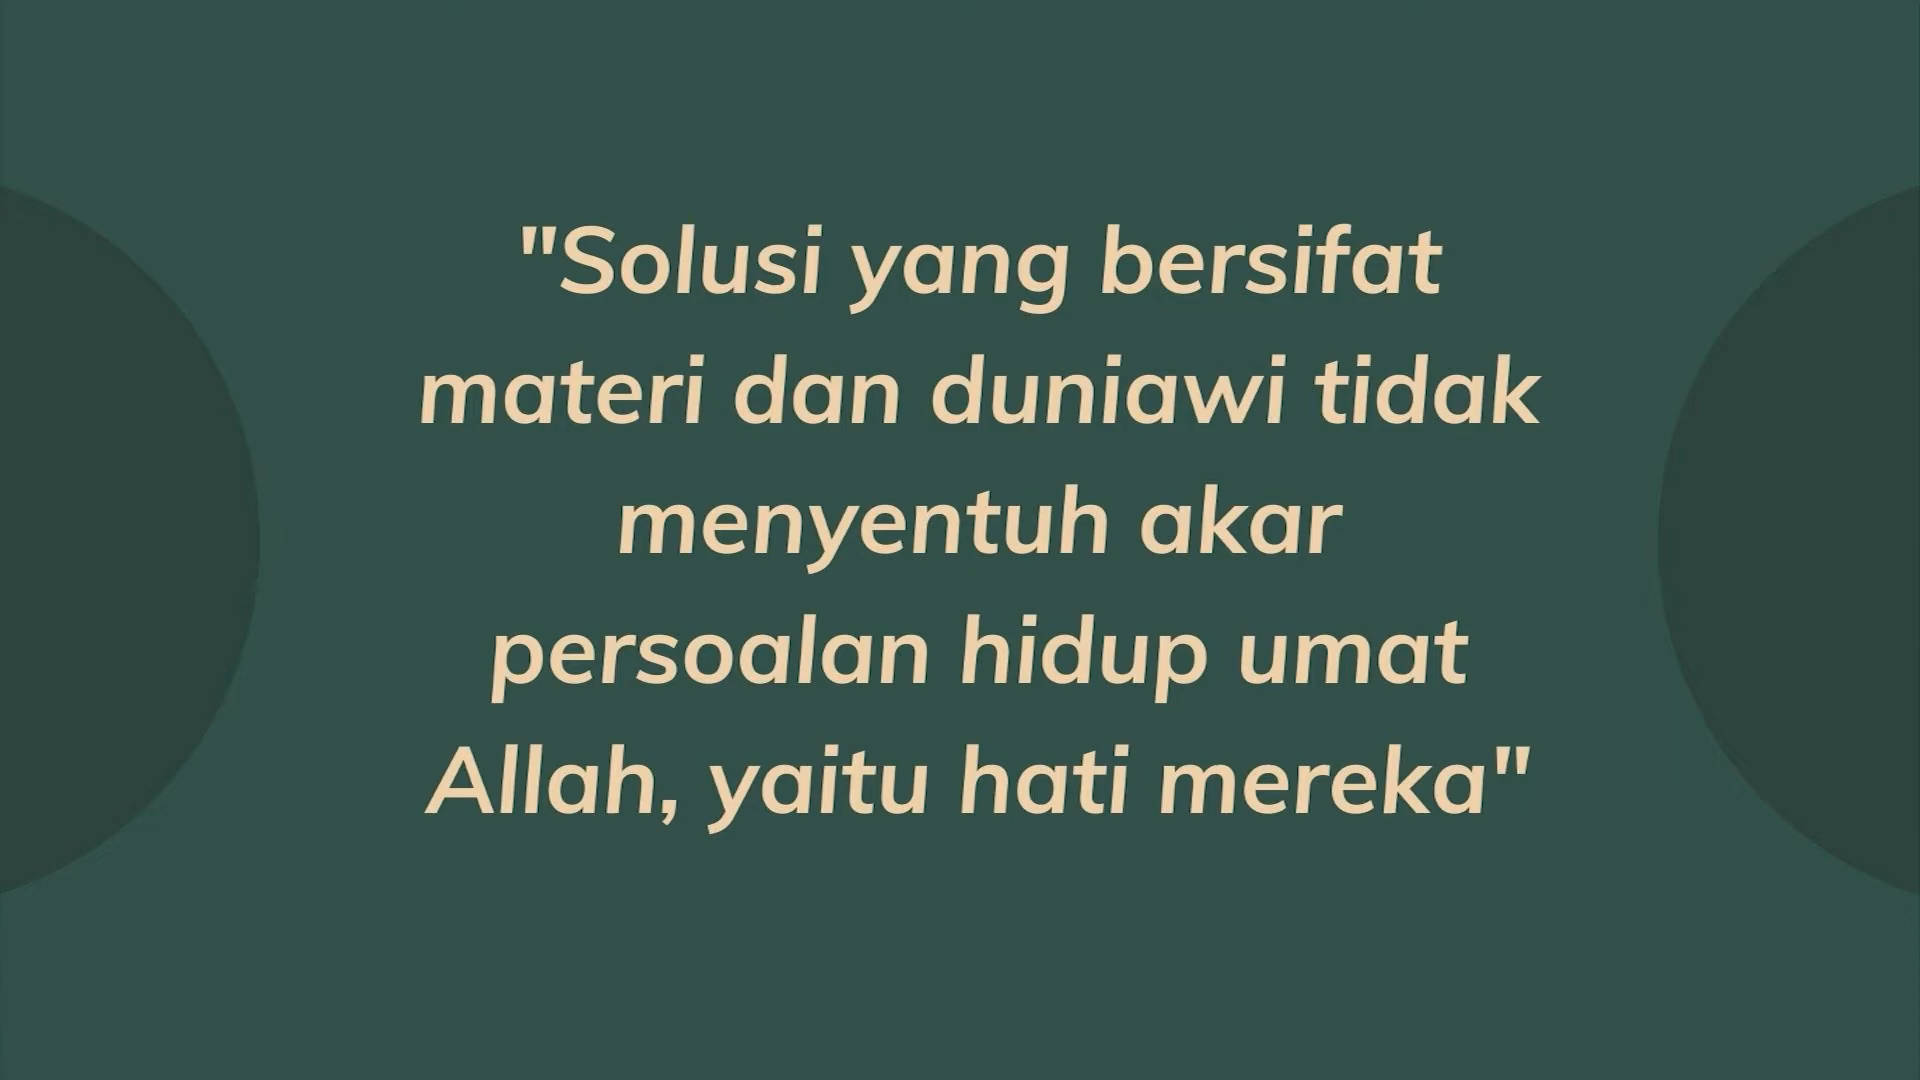 "Solusi yang bersifat
materi dan duniawi tidak
menyentuh akar
persoalan hidup umat
Allah, yaitu hati mereka"